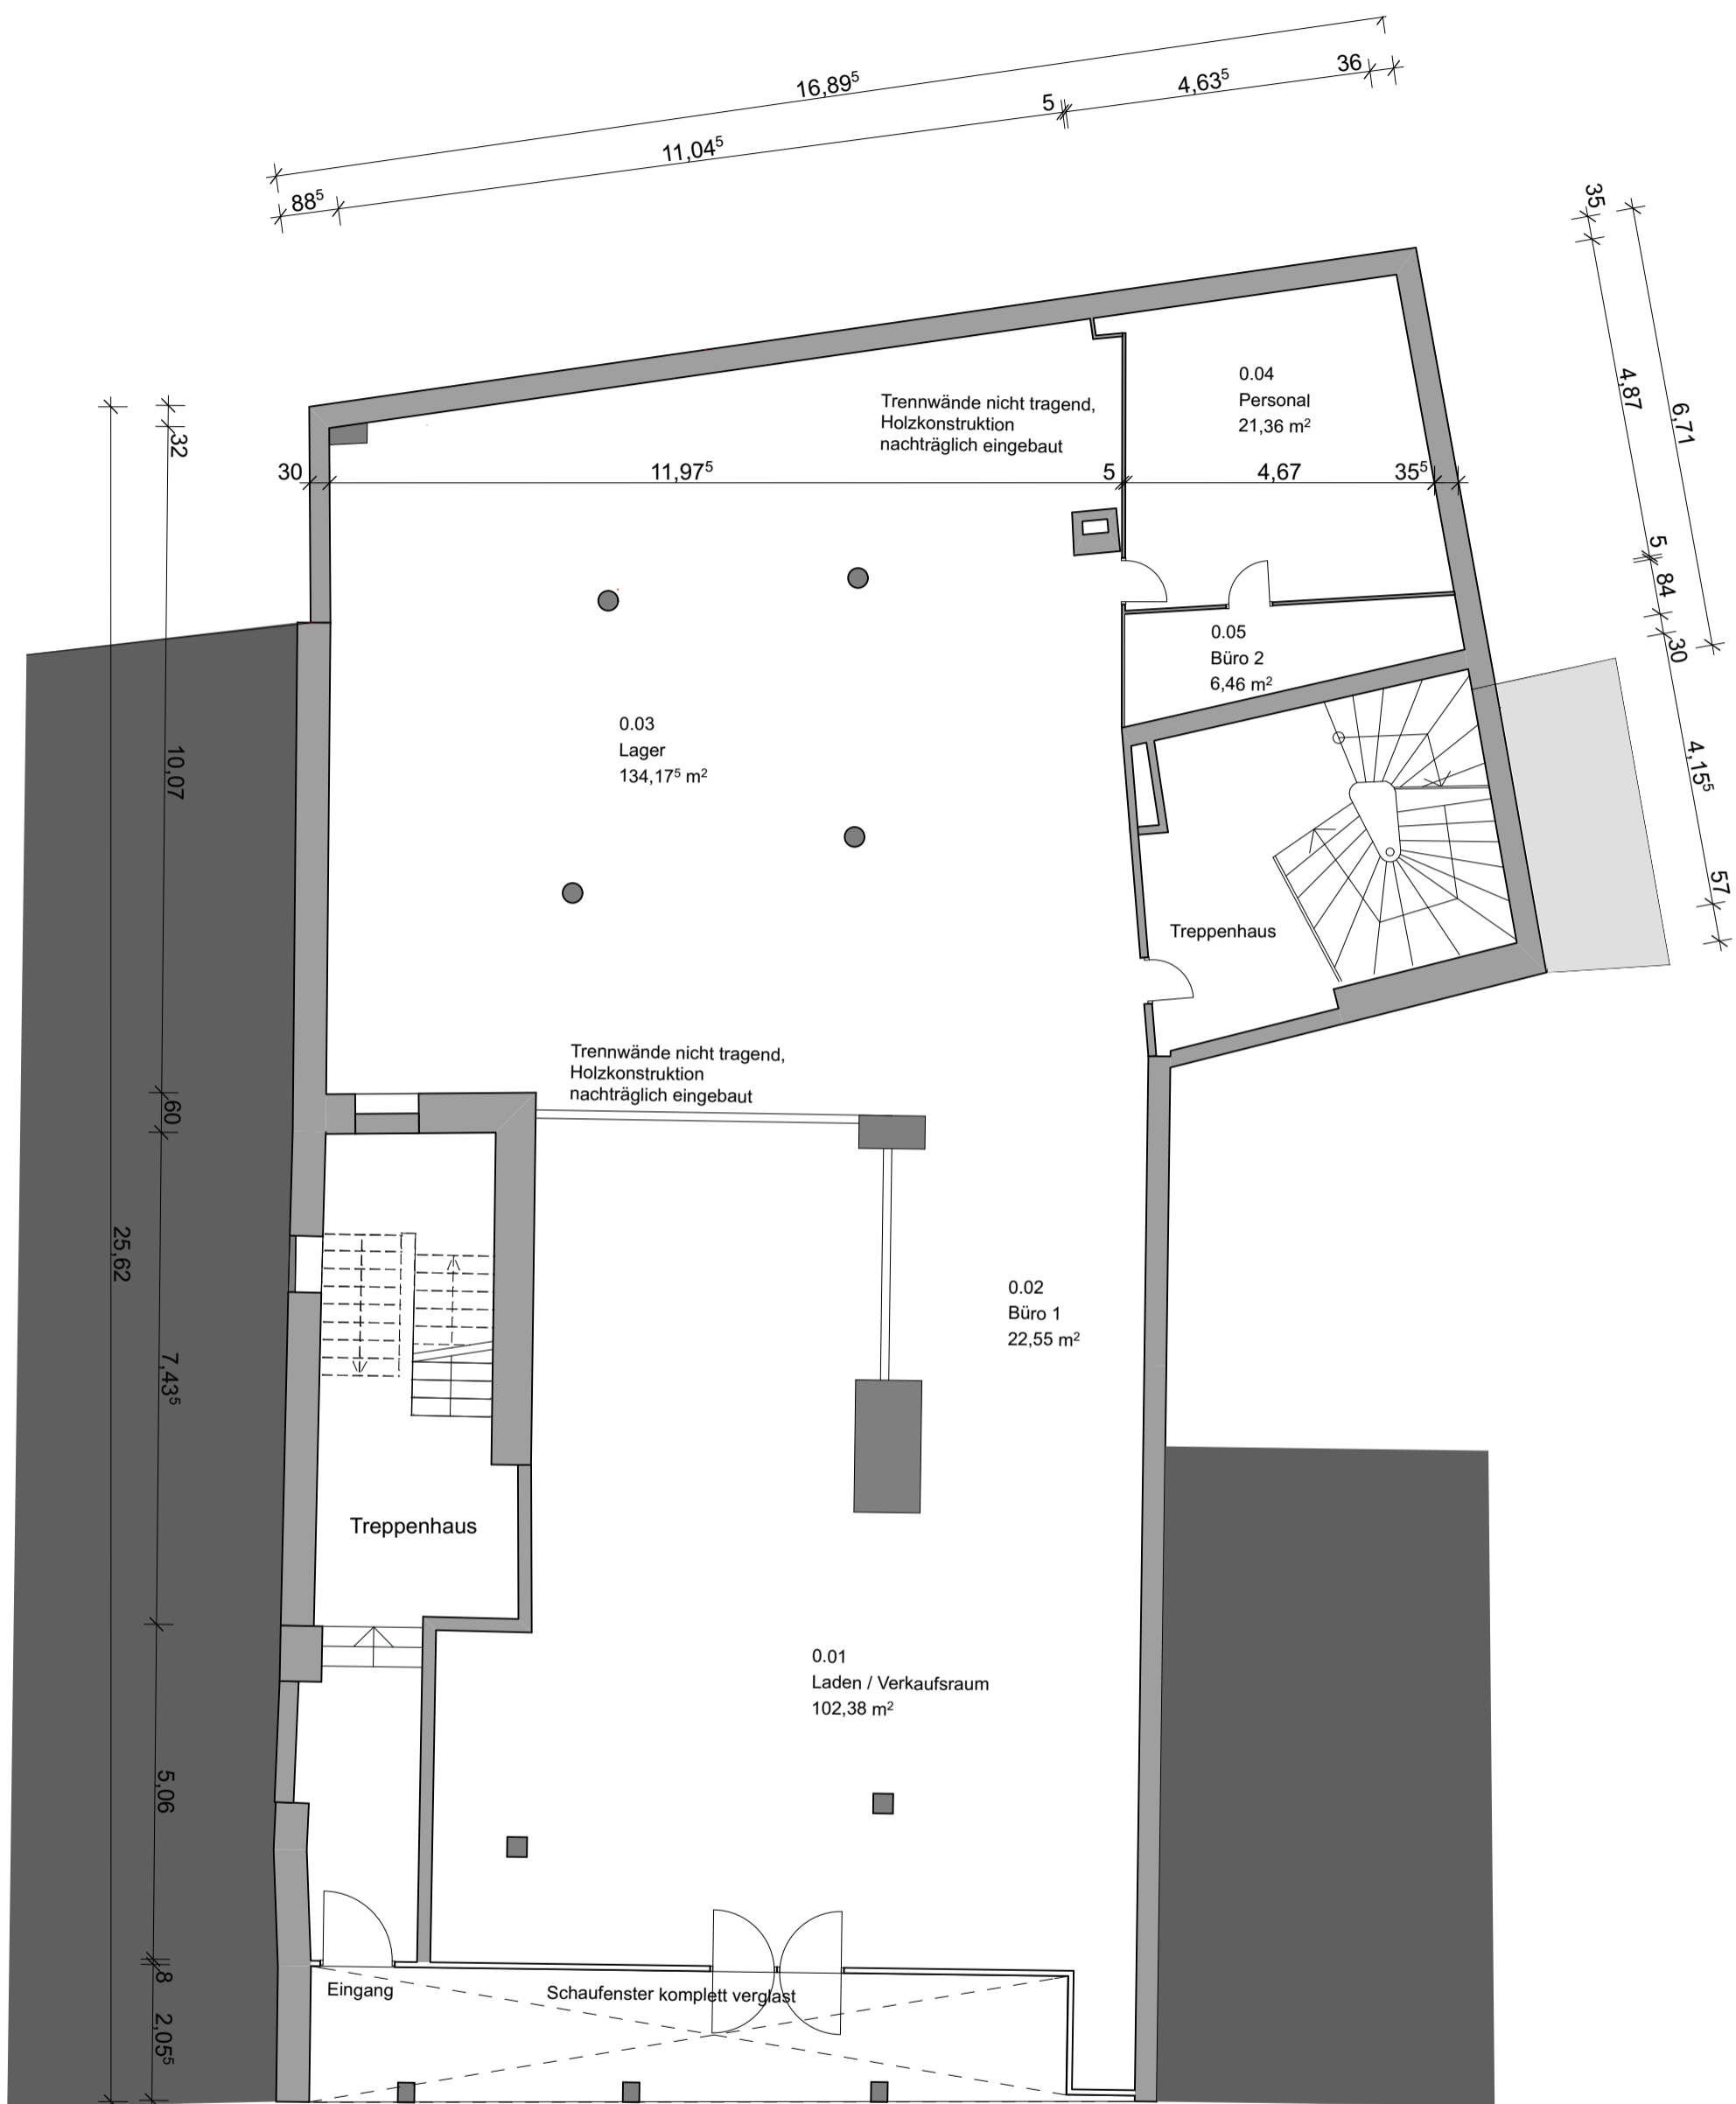 16,89⁵
36
4,63⁵
5
11,04⁵
88⁵
35
4,87
6,71
5
84
30
4,15⁵
57
32
10,07
60
25,62
7,43⁵
5,06
8
2,05⁵
30
11,97⁵
5
4,67
35⁵
Trennwände nicht tragend,
Holzkonstruktion
nachträglich eingebaut
0.04
Personal
21,36 m²
0.05
Büro 2
6,46 m²
0.03
Lager
134,17⁵ m²
Treppenhaus
Trennwände nicht tragend,
Holzkonstruktion
nachträglich eingebaut
0.02
Büro 1
22,55 m²
Treppenhaus
0.01
Laden / Verkaufsraum
102,38 m²
Eingang
Schaufenster komplett verglast